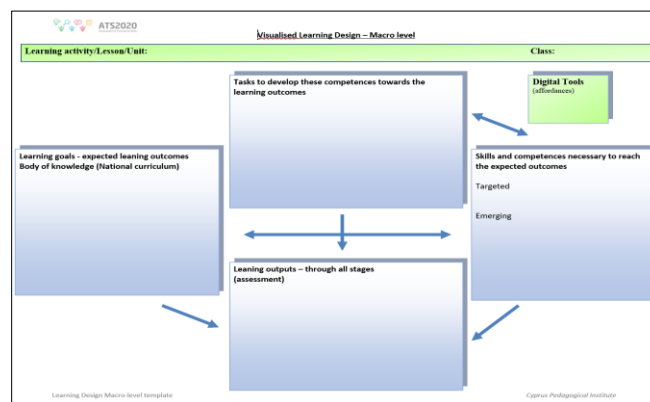 ATS2020
Visualised Learning Design – Macro level
Learning activity/Lesson/Unit: Class:
Tasks to develop these competences towards the
learning outcomes
Digital Tools
(affordances)
Learning goals - expected leaning outcomes
Body of knowledge (National curriculum)
Skills and competences necessary to reach
the expected outcomes
Targeted
Emerging
Leaning outputs – through all stages
(assessment)
Learning Design Macro level template
Cyprus Pedagogical Institute